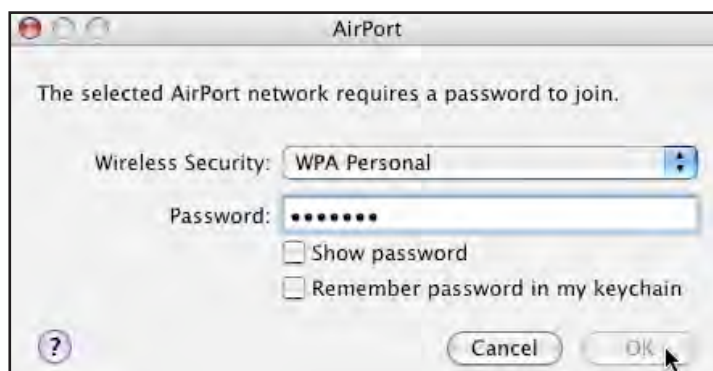 AirPort
The selected AirPort network requires a password to join.
Wireless Security: WPA Personal
Password: •••••••
Show password
Remember password in my keychain
? Cancel OK